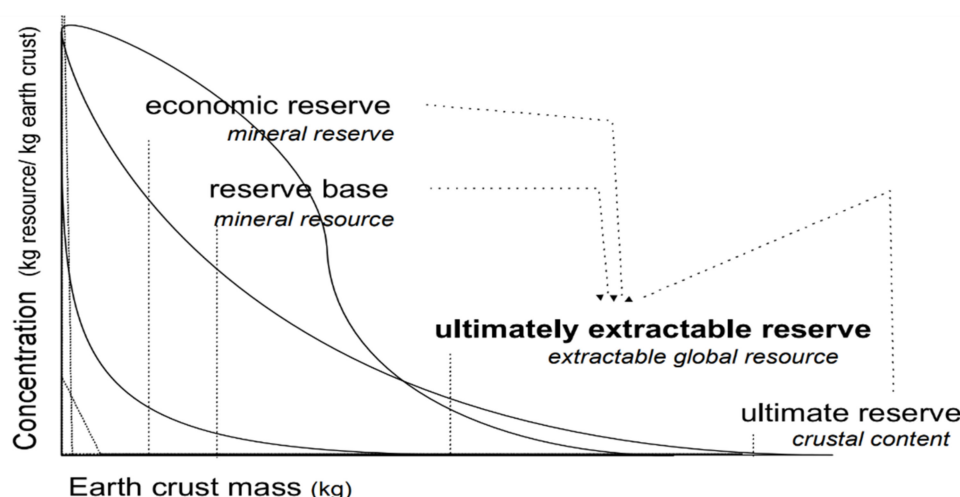 Concentration (kg resource/ kg earth crust)
economic reserve
mineral reserve
reserve base
mineral resource
ultimately extractable reserve
extractable global resource
ultimate reserve
crustal content
Earth crust mass (kg)